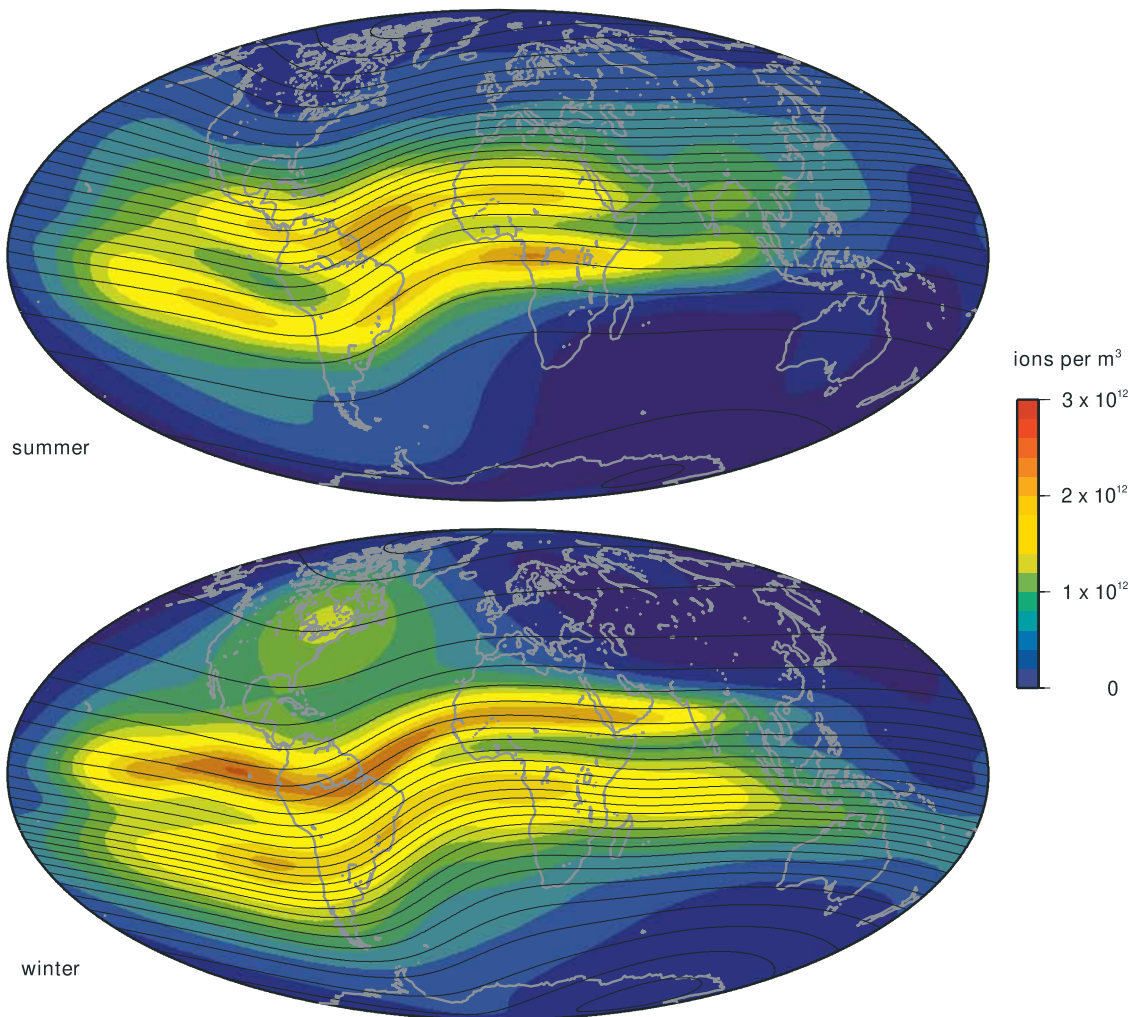 summer
ions per m³
3 x 10¹²
2 x 10¹²
1 x 10¹²
0
winter